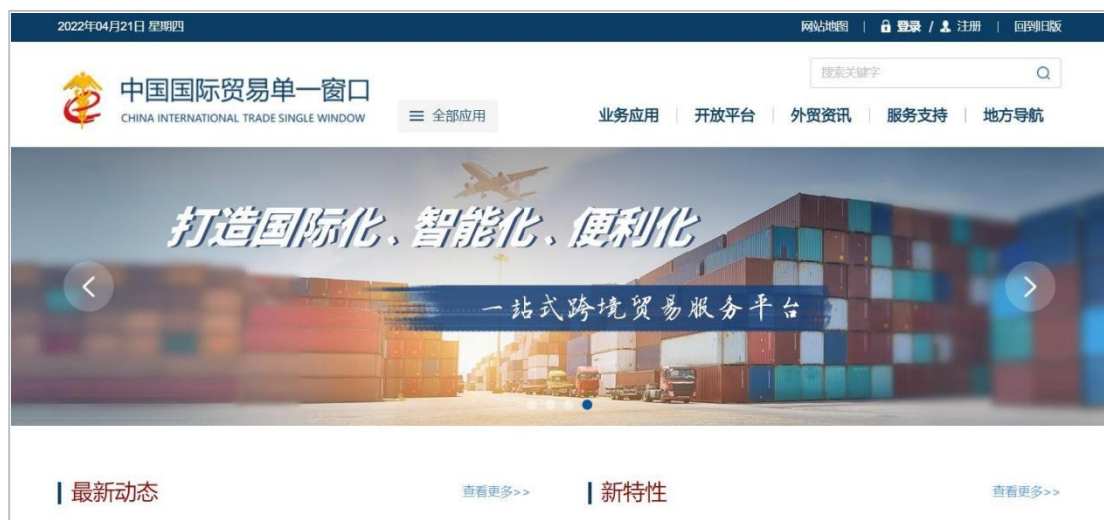 2022年04月21日 星期四
网站地图 | 登录 / 注册 | 回到旧版
搜索关键字
中国国际贸易单一窗口
CHINA INTERNATIONAL TRADE SINGLE WINDOW
全部应用
业务应用 | 开放平台 | 外贸资讯 | 服务支持 | 地方导航
打造国际化、智能化、便利化
一站式跨境贸易服务平台
最新动态
查看更多>>
新特性
查看更多>>